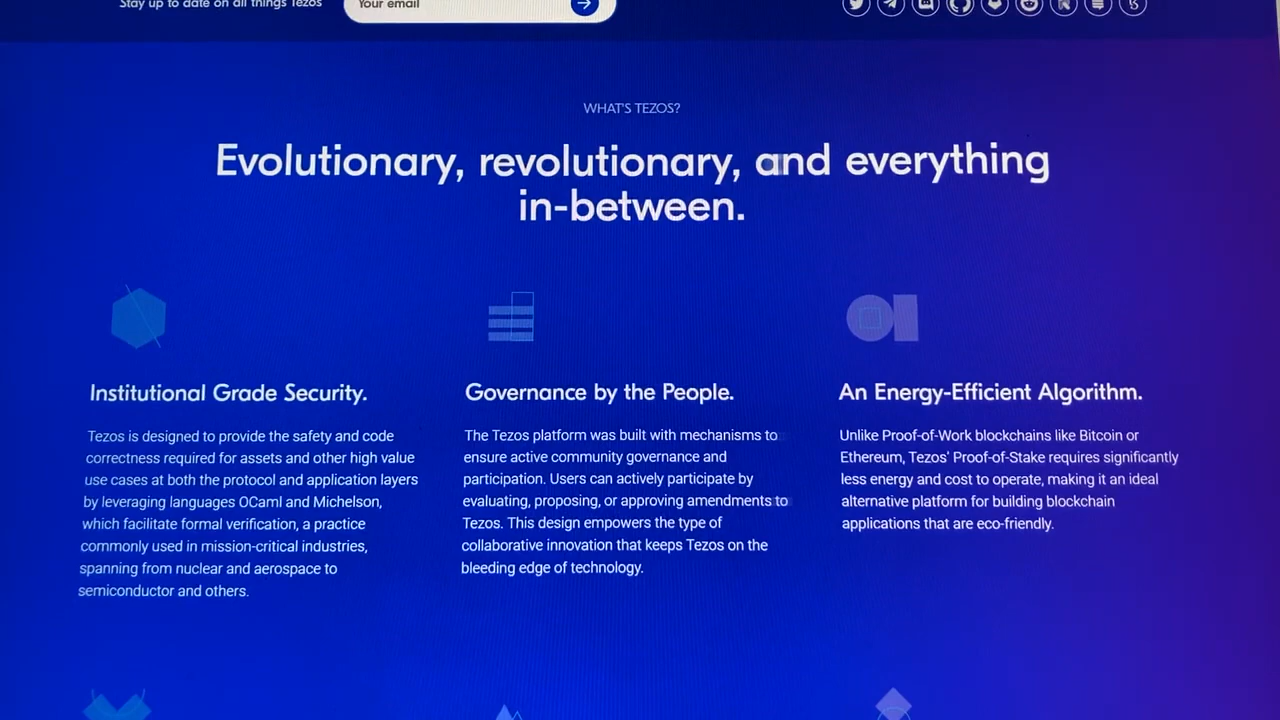 Stay up to date on all things Tezos
Your email
WHAT'S TEZOS?
Evolutionary, revolutionary, and everything
in-between.
Institutional Grade Security.
Tezos is designed to provide the safety and code
correctness required for assets and other high value
use cases at both the protocol and application layers
by leveraging languages OCaml and Michelson,
which facilitate formal verification, a practice
commonly used in mission-critical industries,
spanning from nuclear and aerospace to
semiconductor and others.
Governance by the People.
The Tezos platform was built with mechanisms to
ensure active community governance and
participation. Users can actively participate by
evaluating, proposing, or approving amendments to
Tezos. This design empowers the type of
collaborative innovation that keeps Tezos on the
bleeding edge of technology.
An Energy-Efficient Algorithm.
Unlike Proof-of-Work blockchains like Bitcoin or
Ethereum, Tezos' Proof-of-Stake requires significantly
less energy and cost to operate, making it an ideal
alternative platform for building blockchain
applications that are eco-friendly.